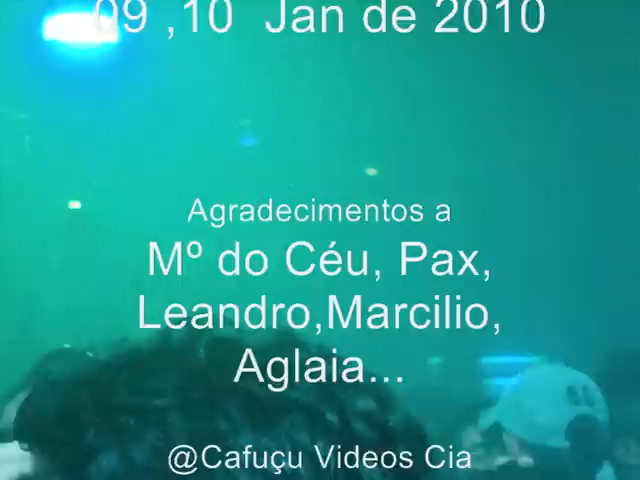 09 ,10 Jan de 2010
Agradecimentos a
Mº do Céu, Pax,
Leandro,Marcilio,
Aglaia...
@Cafuçu Videos Cia